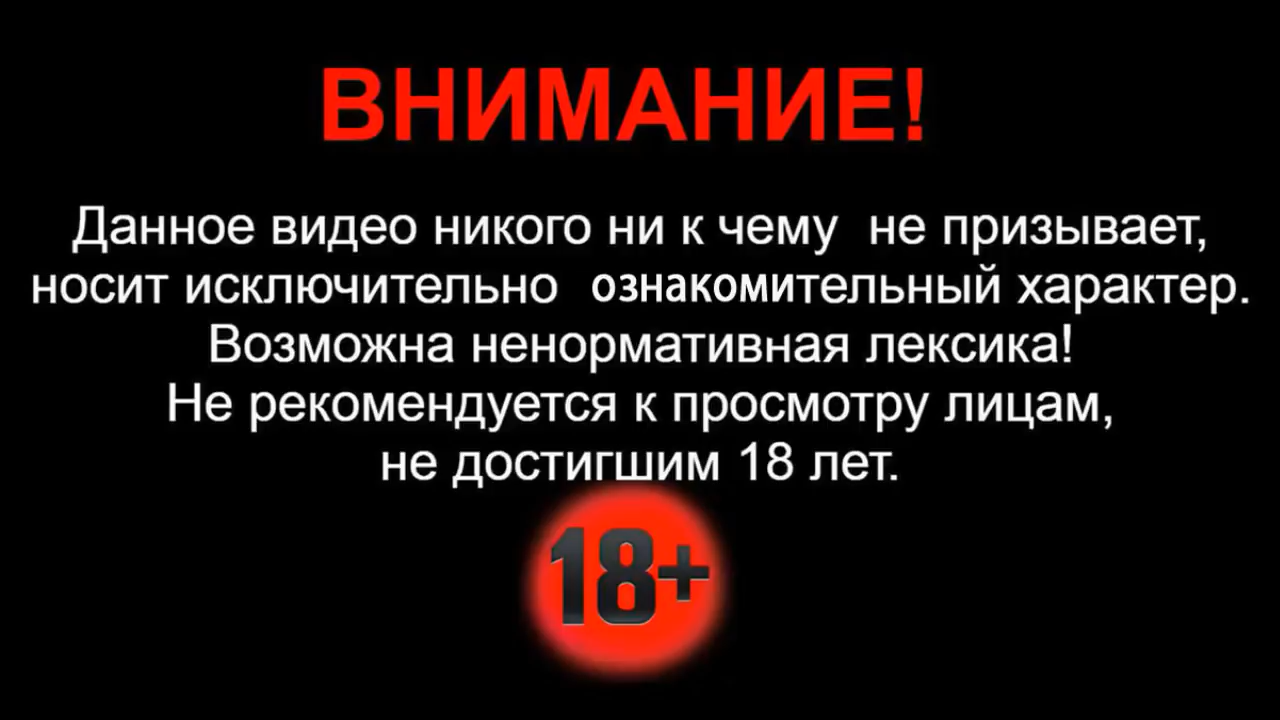 ВНИМАНИЕ!
Данное видео никого ни к чему не призывает,
носит исключительно ознакомительный характер.
Возможна ненормативная лексика!
Не рекомендуется к просмотру лицам,
не достигшим 18 лет.
18+